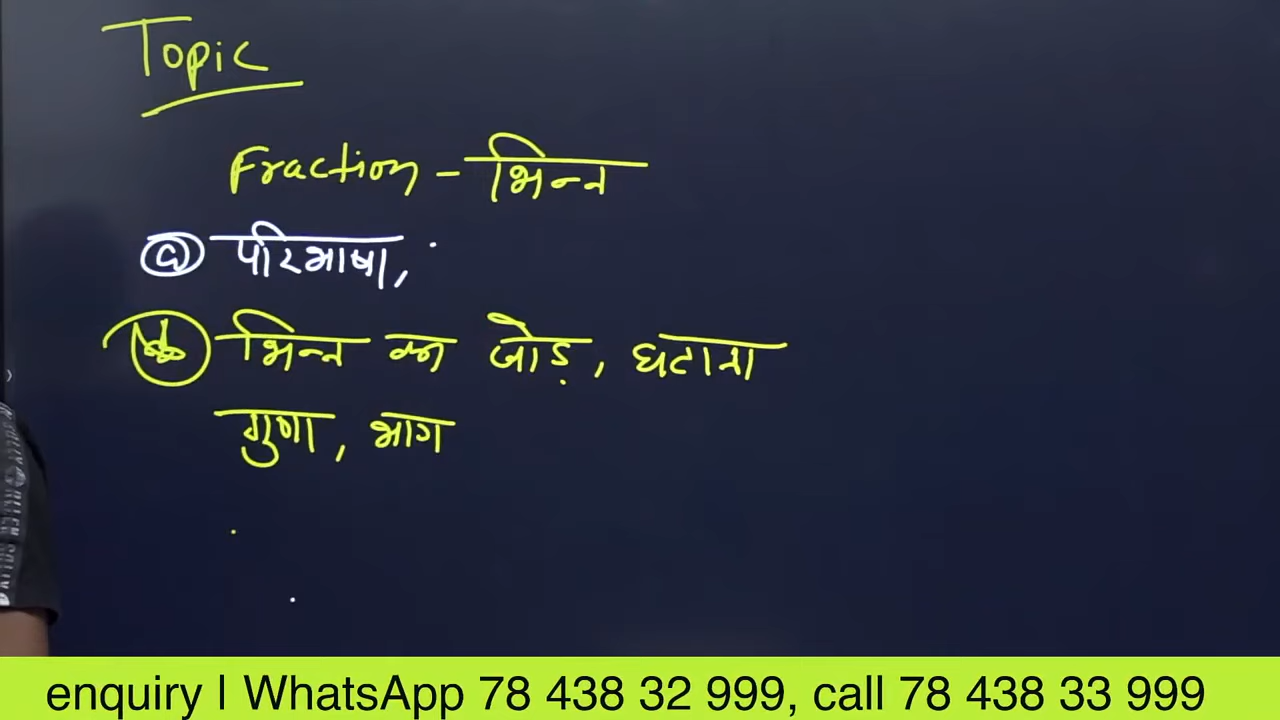 Topic
Fraction - भिन्न
@ परिभाषा,
भिन्न का जोड़, घटाना
गुणा, भाग
enquiry | WhatsApp 78 438 32 999, call 78 438 33 999